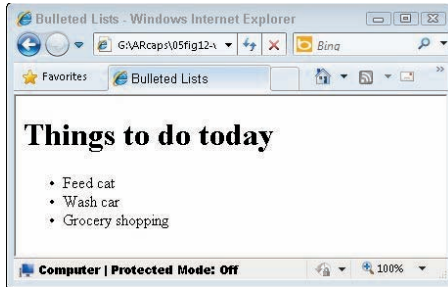 Bulleted Lists - Windows Internet Explorer
G:\ARcaps\05fig12-v
Bing
Favorites
Bulleted Lists
»
Things to do today
• Feed cat
• Wash car
• Grocery shopping
Computer | Protected Mode: Off
100%